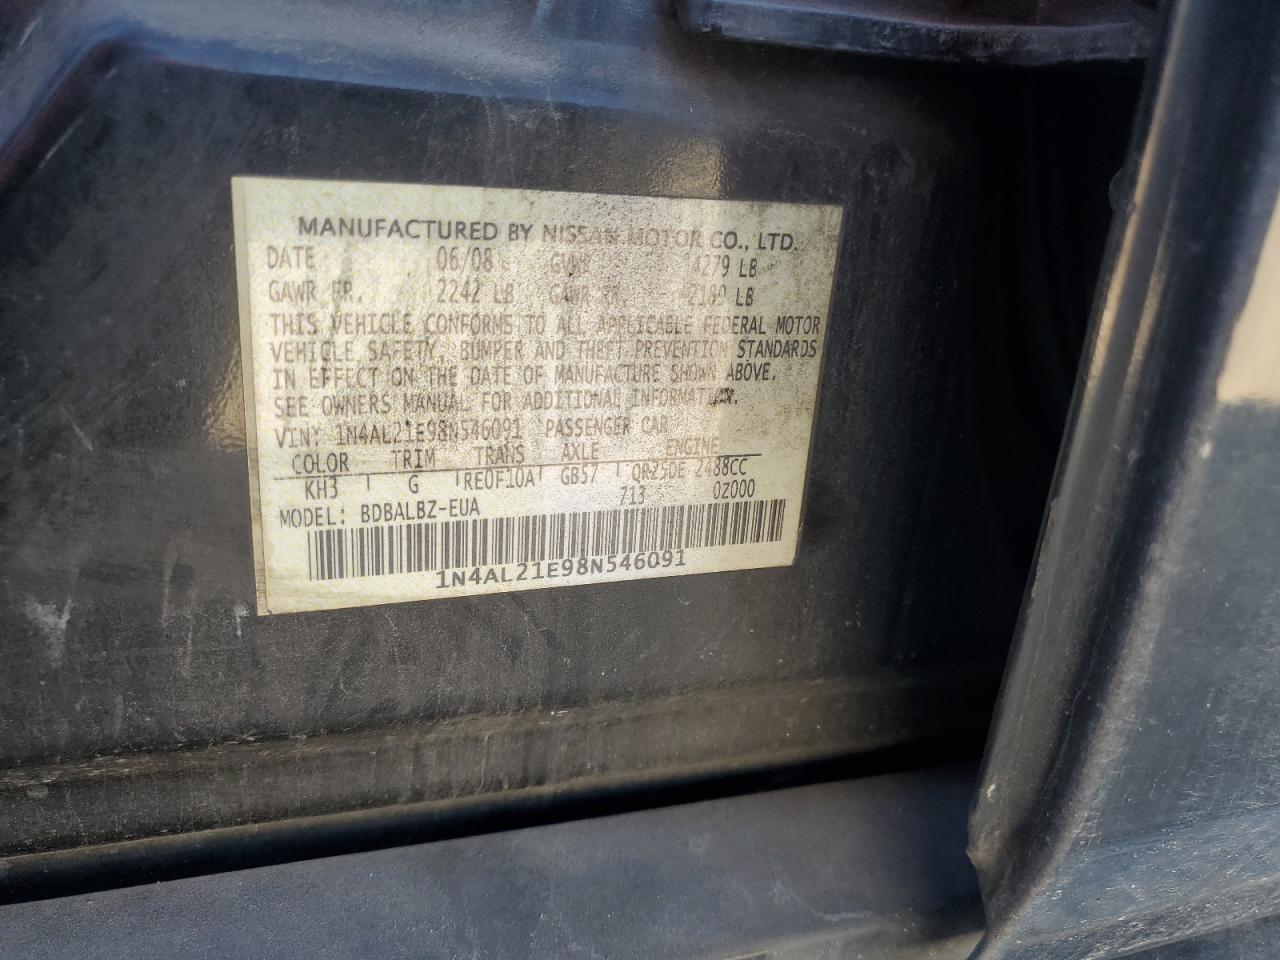 MANUFACTURED BY NISSAN MOTOR CO., LTD.
DATE 06/08 GVWR 4279 LB
GAWR FR. 2242 LB GAWR RR LB
THIS VEHICLE CONFORMS TO ALL APPLICABLE FEDERAL MOTOR
VEHICLE SAFETY, BUMPER AND THEFT PREVENTION STANDARDS
IN EFFECT ON THE DATE OF MANUFACTURE SHOWN ABOVE.
SEE OWNERS MANUAL FOR ADDITIONAL INFORMATION.
VIN: 1N4AL21E98N546091 PASSENGER CAR
COLOR TRIM TRANS AXLE ENGINE
KH3 G RE0F10A GB57 QR25DE 2488CC
713 0Z000
MODEL: BDBALBZ-EUA
1N4AL21E98N546091